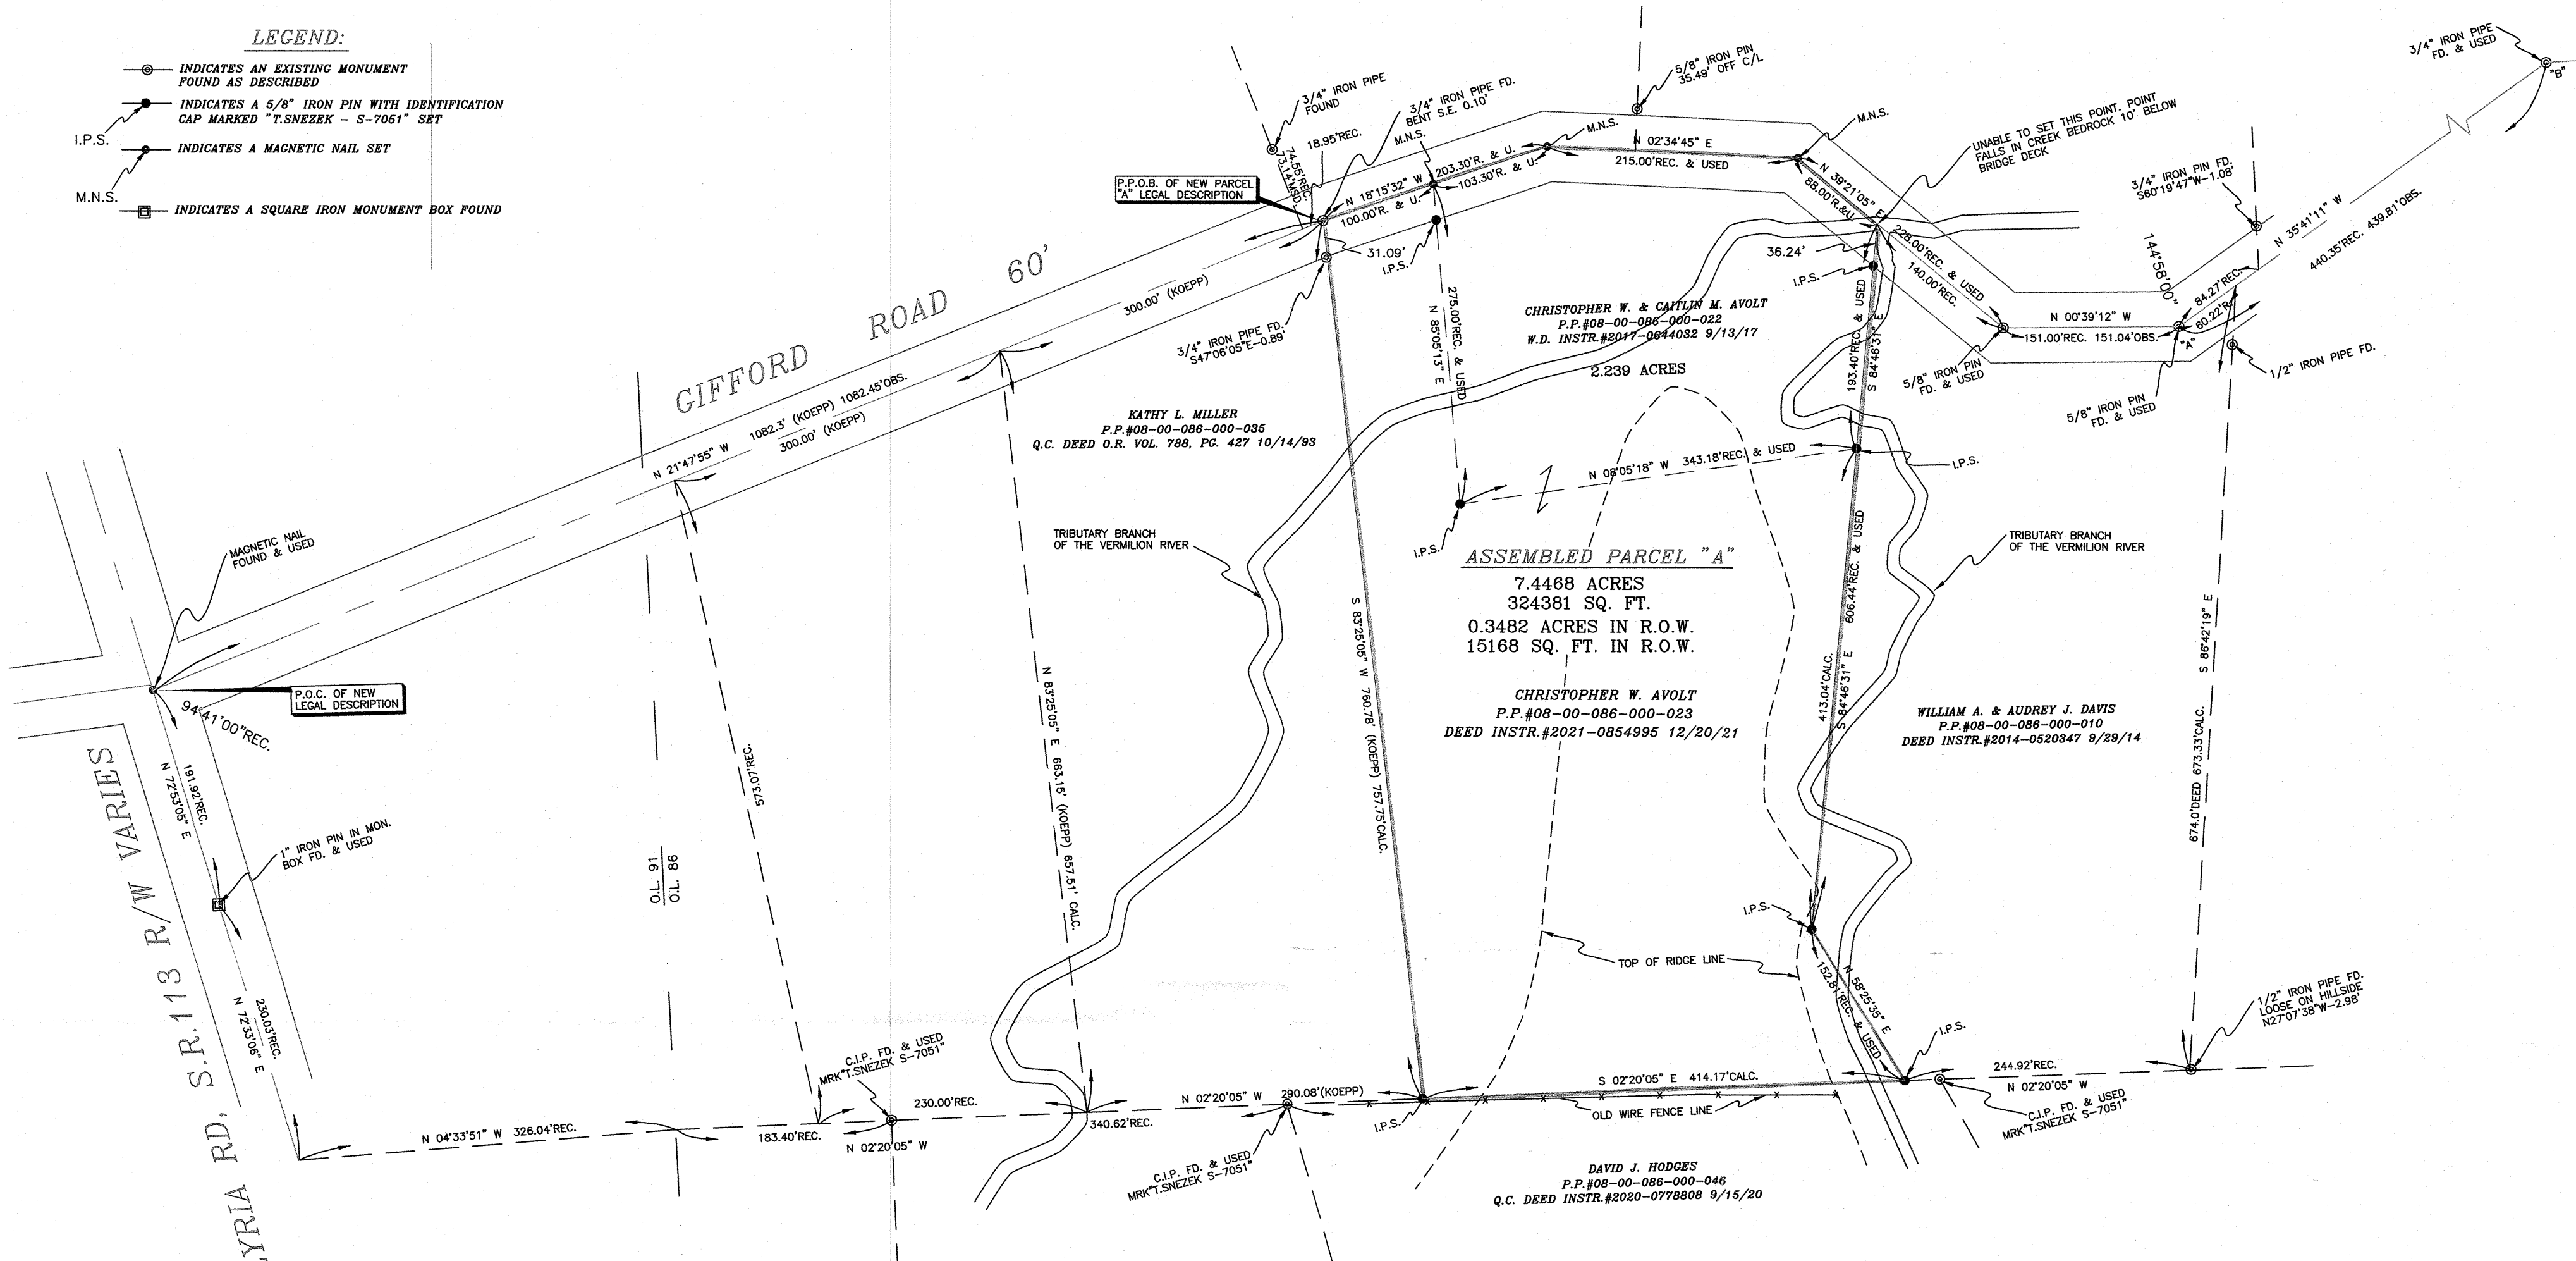 LEGEND:
INDICATES AN EXISTING MONUMENT
FOUND AS DESCRIBED
INDICATES A 5/8" IRON PIN WITH IDENTIFICATION
CAP MARKED "T.SNEZEK - S-7051" SET
I.P.S.
INDICATES A MAGNETIC NAIL SET
M.N.S.
INDICATES A SQUARE IRON MONUMENT BOX FOUND
3/4" IRON PIPE
FOUND
3/4" IRON PIPE FD.
BENT S.E. 0.10'
74.55'REC.
73.14'MSD.
18.95'REC.
M.N.S.
P.P.O.B. OF NEW PARCEL
"A" LEGAL DESCRIPTION
N 18°15'32" W
203.30'R. & U.
100.00'R. & U.
103.30'R. & U.
M.N.S.
5/8" IRON PIN
35.49' OFF C/L
N 02°34'45" E
215.00'REC. & USED
M.N.S.
N 39°21'05" E
88.00'R.&U.
UNABLE TO SET THIS POINT. POINT
FALLS IN CREEK BEDROCK 10' BELOW
BRIDGE DECK
3/4" IRON PIPE
FD. & USED
"B"
3/4" IRON PIN FD.
S60°19'47"W-1.08'
N 35°41'11" W
440.35'REC. 439.81'OBS.
144°58'00"
84.27'REC.
60.22'R.
228.00'REC. & USED
140.00'REC.
N 00°39'12" W
151.00'REC. 151.04'OBS.
"A"
5/8" IRON PIN
FD. & USED
5/8" IRON PIN
FD. & USED
1/2" IRON PIPE FD.
36.24'
I.P.S.
31.09'
I.P.S.
3/4" IRON PIPE FD.
S47°06'05"E-0.89'
GIFFORD ROAD 60'
300.00' (KOEPP)
N 21°47'55" W 1082.3' (KOEPP) 1082.45'OBS.
300.00' (KOEPP)
CHRISTOPHER W. & CAITLIN M. AVOLT
P.P.#08-00-086-000-022
W.D. INSTR.#2017-0644032 9/13/17
2.239 ACRES
275.00'REC. & USED
N 85°05'13" E
193.40'REC. & USED
S 84°46'31" E
KATHY L. MILLER
P.P.#08-00-086-000-035
Q.C. DEED O.R. VOL. 788, PG. 427 10/14/93
N 08°05'18" W 343.18'REC. & USED
I.P.S.
I.P.S.
MAGNETIC NAIL
FOUND & USED
TRIBUTARY BRANCH
OF THE VERMILION RIVER
TRIBUTARY BRANCH
OF THE VERMILION RIVER
ASSEMBLED PARCEL "A"
7.4468 ACRES
324381 SQ. FT.
0.3482 ACRES IN R.O.W.
15168 SQ. FT. IN R.O.W.
CHRISTOPHER W. AVOLT
P.P.#08-00-086-000-023
DEED INSTR.#2021-0854995 12/20/21
606.44'REC. & USED
413.04'CALC.
S 84°46'31" E
S 83°25'05" W 760.78' (KOEPP) 757.75'CALC.
WILLIAM A. & AUDREY J. DAVIS
P.P.#08-00-086-000-010
DEED INSTR.#2014-0520347 9/29/14
674.0'DEED 673.33'CALC. S 86°42'19" E
P.O.C. OF NEW
LEGAL DESCRIPTION
94°41'00"REC.
191.92'REC.
N 72°53'05" E
1" IRON PIN IN MON.
BOX FD. & USED
573.07'REC.
N 83°25'05" E 663.15' (KOEPP) 657.51' CALC.
O.L. 91
O.L. 86
YRIA RD, S.R.113 R/W VARIES
230.03'REC.
N 72°33'06" E
I.P.S.
TOP OF RIDGE LINE
N 58°25'35" E
152.81'REC. & USED
I.P.S.
1/2" IRON PIPE FD.
LOOSE ON HILLSIDE
N27°07'38"W-2.98'
C.I.P. FD. & USED
MRK"T.SNEZEK S-7051"
N 04°33'51" W 326.04'REC.
183.40'REC.
230.00'REC.
N 02°20'05" W
340.62'REC.
N 02°20'05" W 290.08'(KOEPP)
C.I.P. FD. & USED
MRK"T.SNEZEK S-7051"
I.P.S.
S 02°20'05" E 414.17'CALC.
OLD WIRE FENCE LINE
244.92'REC.
N 02°20'05" W
C.I.P. FD. & USED
MRK"T.SNEZEK S-7051"
DAVID J. HODGES
P.P.#08-00-086-000-046
Q.C. DEED INSTR.#2020-0778808 9/15/20